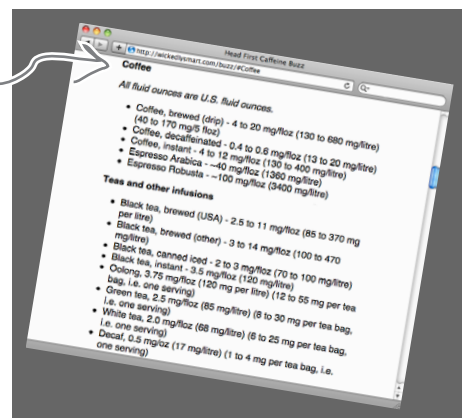 Head First Caffeine Buzz
http://wickedlysmart.com/buzz/#Coffee
Coffee
All fluid ounces are U.S. fluid ounces.
• Coffee, brewed (drip) - 4 to 20 mg/floz (130 to 680 mg/litre)
(40 to 170 mg/5 floz)
• Coffee, decaffeinated - 0.4 to 0.6 mg/floz (13 to 20 mg/litre)
• Coffee, instant - 4 to 12 mg/floz (130 to 400 mg/litre)
• Espresso Arabica - ~40 mg/floz (1360 mg/litre)
• Espresso Robusta - ~100 mg/floz (3400 mg/litre)
Teas and other infusions
• Black tea, brewed (USA) - 2.5 to 11 mg/floz (85 to 370 mg
per litre)
• Black tea, brewed (other) - 3 to 14 mg/floz (100 to 470
mg/litre)
• Black tea, canned iced - 2 to 3 mg/floz (70 to 100 mg/litre)
• Black tea, instant - 3.5 mg/floz (120 mg/litre)
• Oolong, 3.75 mg/floz (120 mg per litre) (12 to 55 mg per tea
bag, i.e. one serving)
• Green tea, 2.5 mg/floz (85 mg/litre) (8 to 30 mg per tea bag,
i.e. one serving)
• White tea, 2.0 mg/floz (68 mg/litre) (6 to 25 mg per tea bag,
i.e. one serving)
• Decaf, 0.5 mg/oz (17 mg/litre) (1 to 4 mg per tea bag, i.e.
one serving)